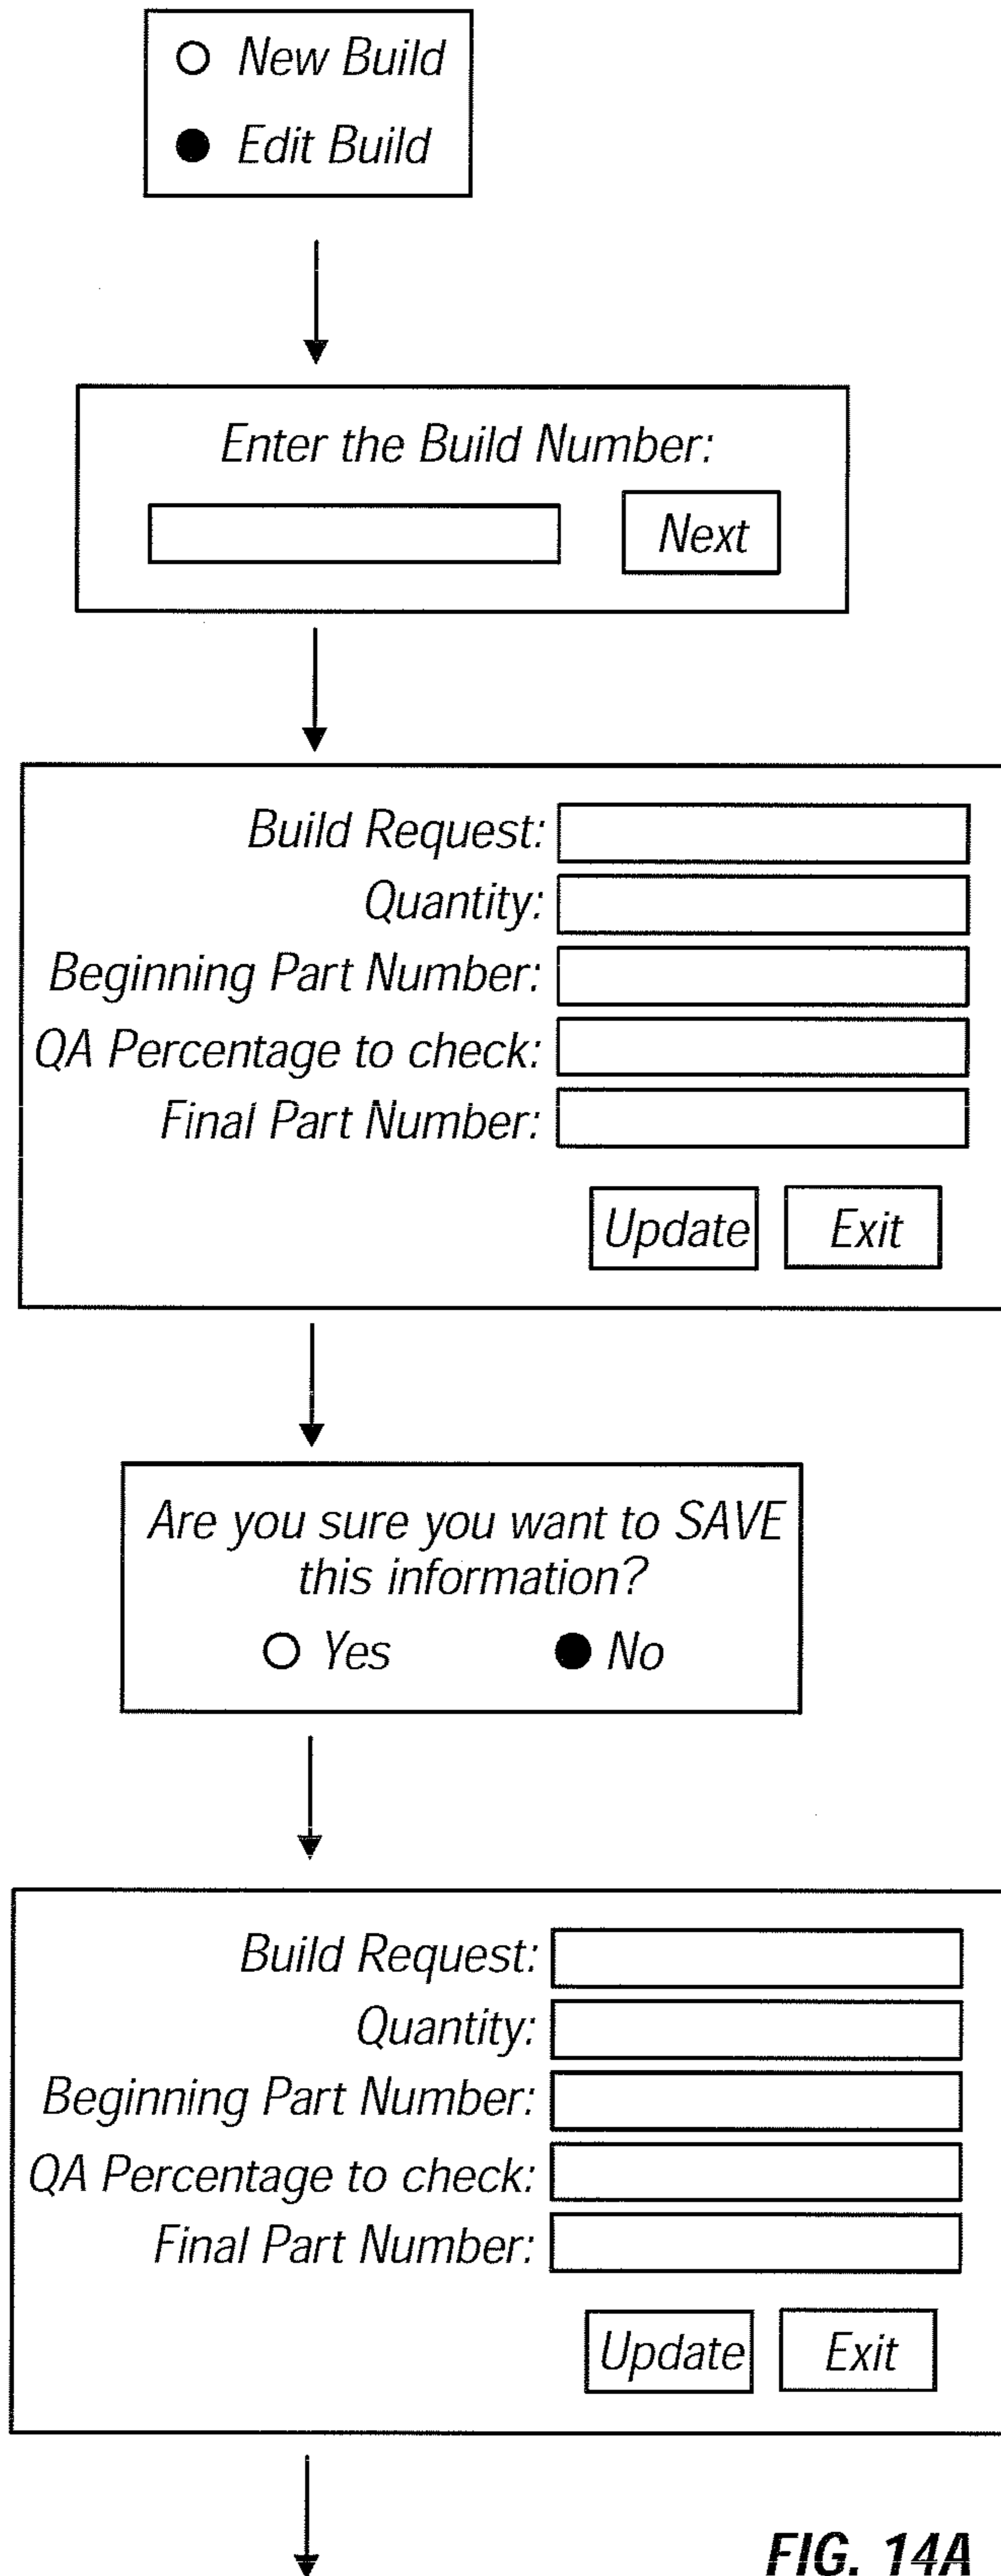 New Build
Edit Build
Enter the Build Number:
Next
Build Request:
Quantity:
Beginning Part Number:
QA Percentage to check:
Final Part Number:
Update Exit
Are you sure you want to SAVE
this information?
Yes No
Build Request:
Quantity:
Beginning Part Number:
QA Percentage to check:
Final Part Number:
Update Exit
FIG. 14A